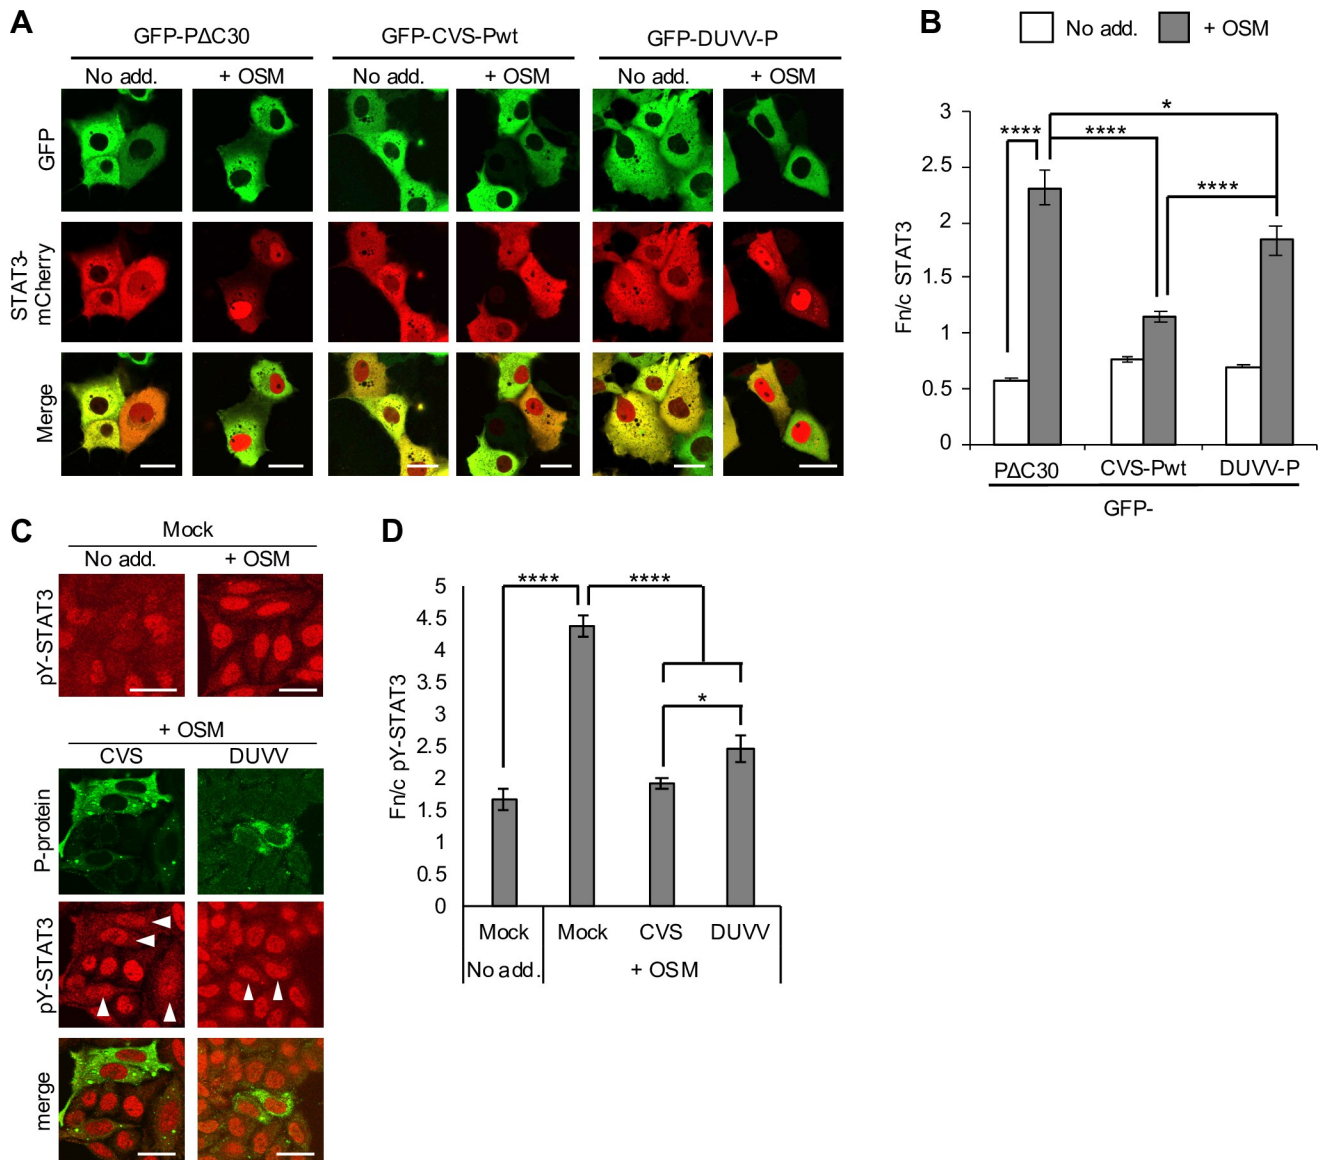 A
GFP-PΔC30
GFP-CVS-Pwt
GFP-DUVV-P
No add.
+ OSM
No add.
+ OSM
No add.
+ OSM
GFP
STAT3-
mCherry
Merge
B
No add.
+ OSM
Fn/c STAT3
3
2.5
2
1.5
1
0.5
0
*
****
****
****
PΔC30
CVS-Pwt
DUVV-P
GFP-
C
Mock
No add.
+ OSM
pY-STAT3
+ OSM
CVS
DUVV
P-protein
pY-STAT3
merge
D
Fn/c pY-STAT3
5
4.5
4
3.5
3
2.5
2
1.5
1
0.5
0
****
****
*
Mock
Mock
CVS
DUVV
No add.
+ OSM